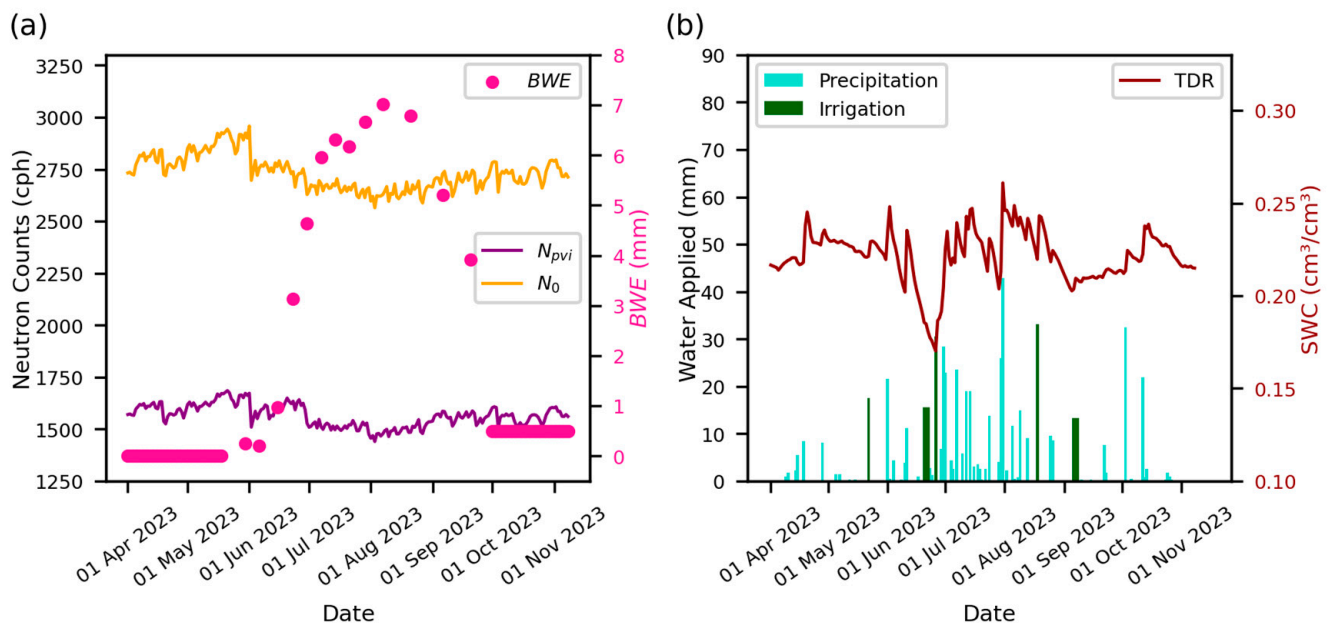 (a)
3250
3000
2750
2500
2250
2000
1750
1500
1250
Neutron Counts (cph)
BWE
N_pvi
N_0
8
7
6
5
4
3
2
1
0
BWE (mm)
01 Apr 2023
01 May 2023
01 Jun 2023
01 Jul 2023
01 Aug 2023
01 Sep 2023
01 Oct 2023
01 Nov 2023
Date
(b)
90
80
70
60
50
40
30
20
10
0
Water Applied (mm)
Precipitation
Irrigation
TDR
0.30
0.25
0.20
0.15
0.10
SWC (cm³/cm³)
01 Apr 2023
01 May 2023
01 Jun 2023
01 Jul 2023
01 Aug 2023
01 Sep 2023
01 Oct 2023
01 Nov 2023
Date